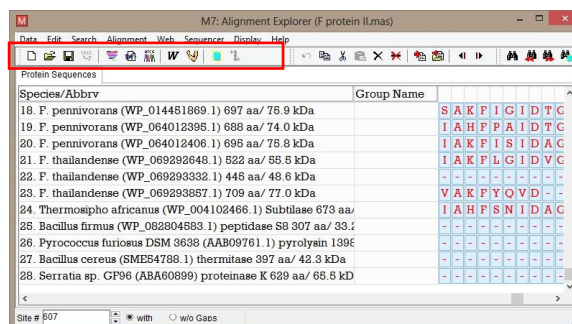 M7: Alignment Explorer (F protein II.mas)
Data Edit Search Alignment Web Sequencer Display Help
W
Protein Sequences
Species/Abbrv Group Name
18. F. pennivorans (WP_014451869.1) 697 aa/ 75.9 kDa S A K F I G I D T G
19. F. pennivorans (WP_064012395.1) 688 aa/ 74.0 kDa I A H F P A I D T G
20. F. pennivorans (WP_064012406.1) 695 aa/ 75.8 kDa I A K F I S I D A G
21. F. thailandense (WP_069292648.1) 522 aa/ 55.5 kDa I A K F L G I D V G
22. F. thailandense (WP_069293332.1) 445 aa/ 48.6 kDa - - - - - - - - - -
23. F. thailandense (WP_069293857.1) 709 aa/ 77.0 kDa V A K F Y Q V D - -
24. Thermosipho africanus (WP_004102466.1) Subtilase 673 aa/ I A H F S N I D A G
25. Bacillus firmus (WP_082804583.1) peptidase S8 307 aa/ 33.2 - - - - - - - - - -
26. Pyrococcus furiosus DSM 3638 (AAB09761.1) pyrolysin 1398 - - - - - - - - - -
27. Bacillus cereus (SME54788.1) thermitase 397 aa/ 42.3 kDa - - - - - - - - - -
28. Serratia sp. GF96 (ABA60899) proteinase K 629 aa/ 65.5 kD - - - - - - - - - -
Site # 607 with w/o Gaps